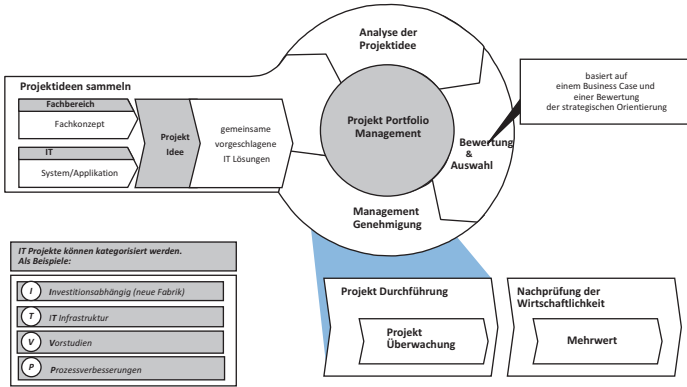 Projektideen sammeln
Fachbereich
Fachkonzept
IT
System/Applikation
Projekt
Idee
gemeinsame
vorgeschlagene
IT Lösungen
Analyse der
Projektidee
Projekt Portfolio
Management
Bewertung
&
Auswahl
Management
Genehmigung
basiert auf
einem Business Case und
einer Bewertung
der strategischen Orientierung
IT Projekte können kategorisiert werden.
Als Beispiele:
I Investitionsabhängig (neue Fabrik)
T IT Infrastruktur
V Vorstudien
P Prozessverbesserungen
Projekt Durchführung
Projekt
Überwachung
Nachprüfung der
Wirtschaftlichkeit
Mehrwert